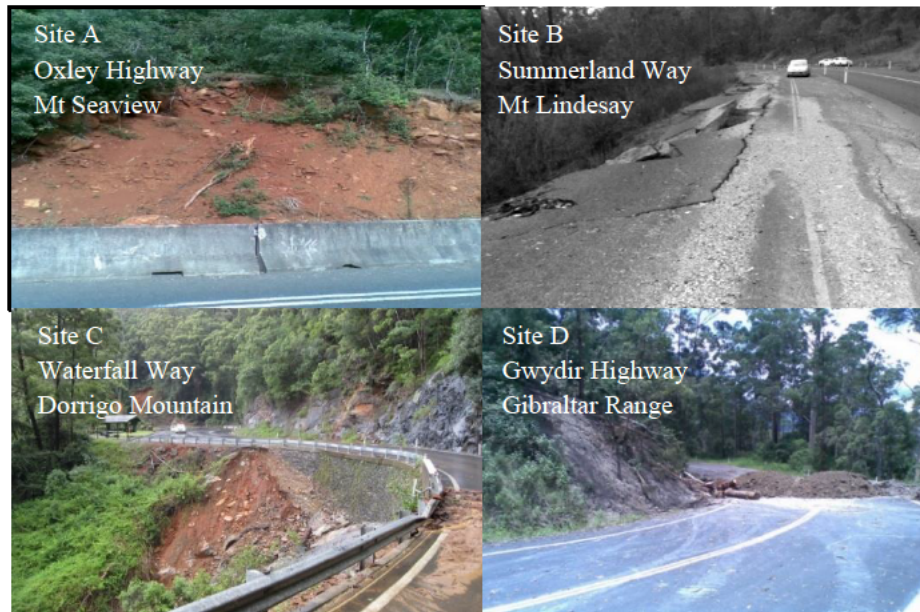 Site A
Oxley Highway
Mt Seaview
Site B
Summerland Way
Mt Lindesay
Site C
Waterfall Way
Dorrigo Mountain
Site D
Gwydir Highway
Gibraltar Range